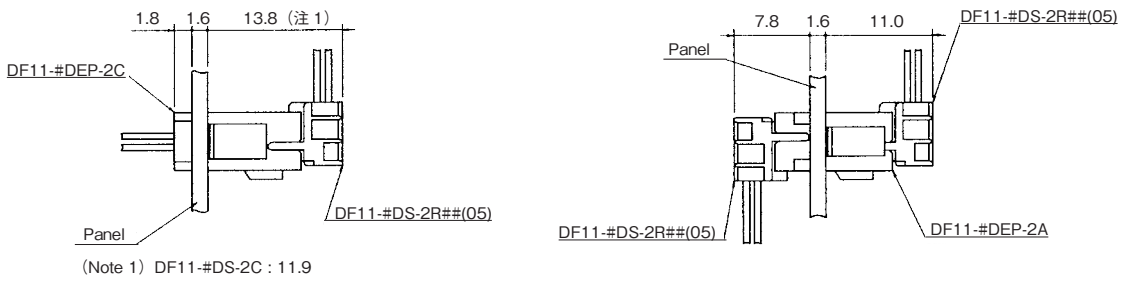 1.8 1.6 13.8（注 1）
DF11-#DEP-2C
DF11-#DS-2R##(05)
Panel
（Note 1）DF11-#DS-2C : 11.9
7.8 1.6 11.0
DF11-#DS-2R##(05)
Panel
DF11-#DS-2R##(05)
DF11-#DEP-2A